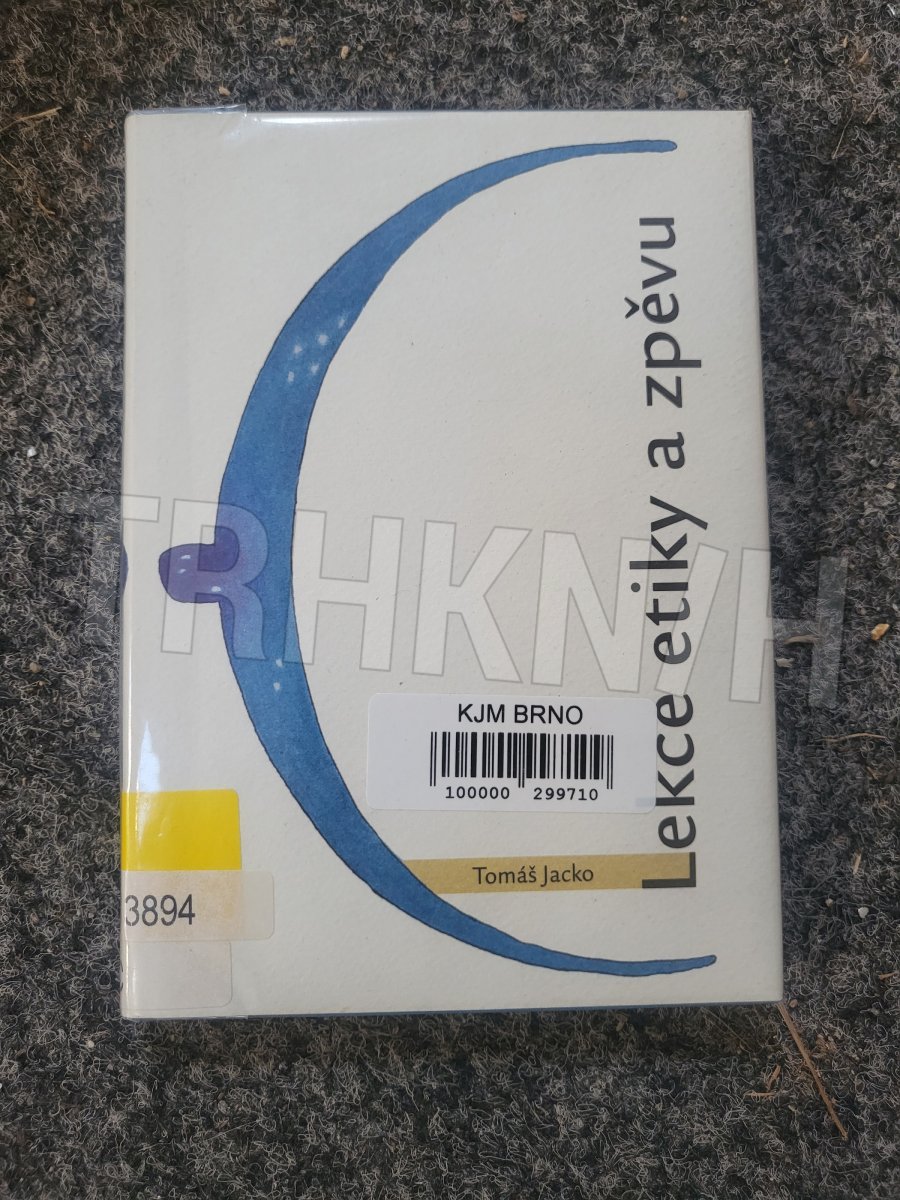 Lekce etiky a zpěvu
TRHKNIH
KJM BRNO
100000 299710
Tomáš Jacko
3894